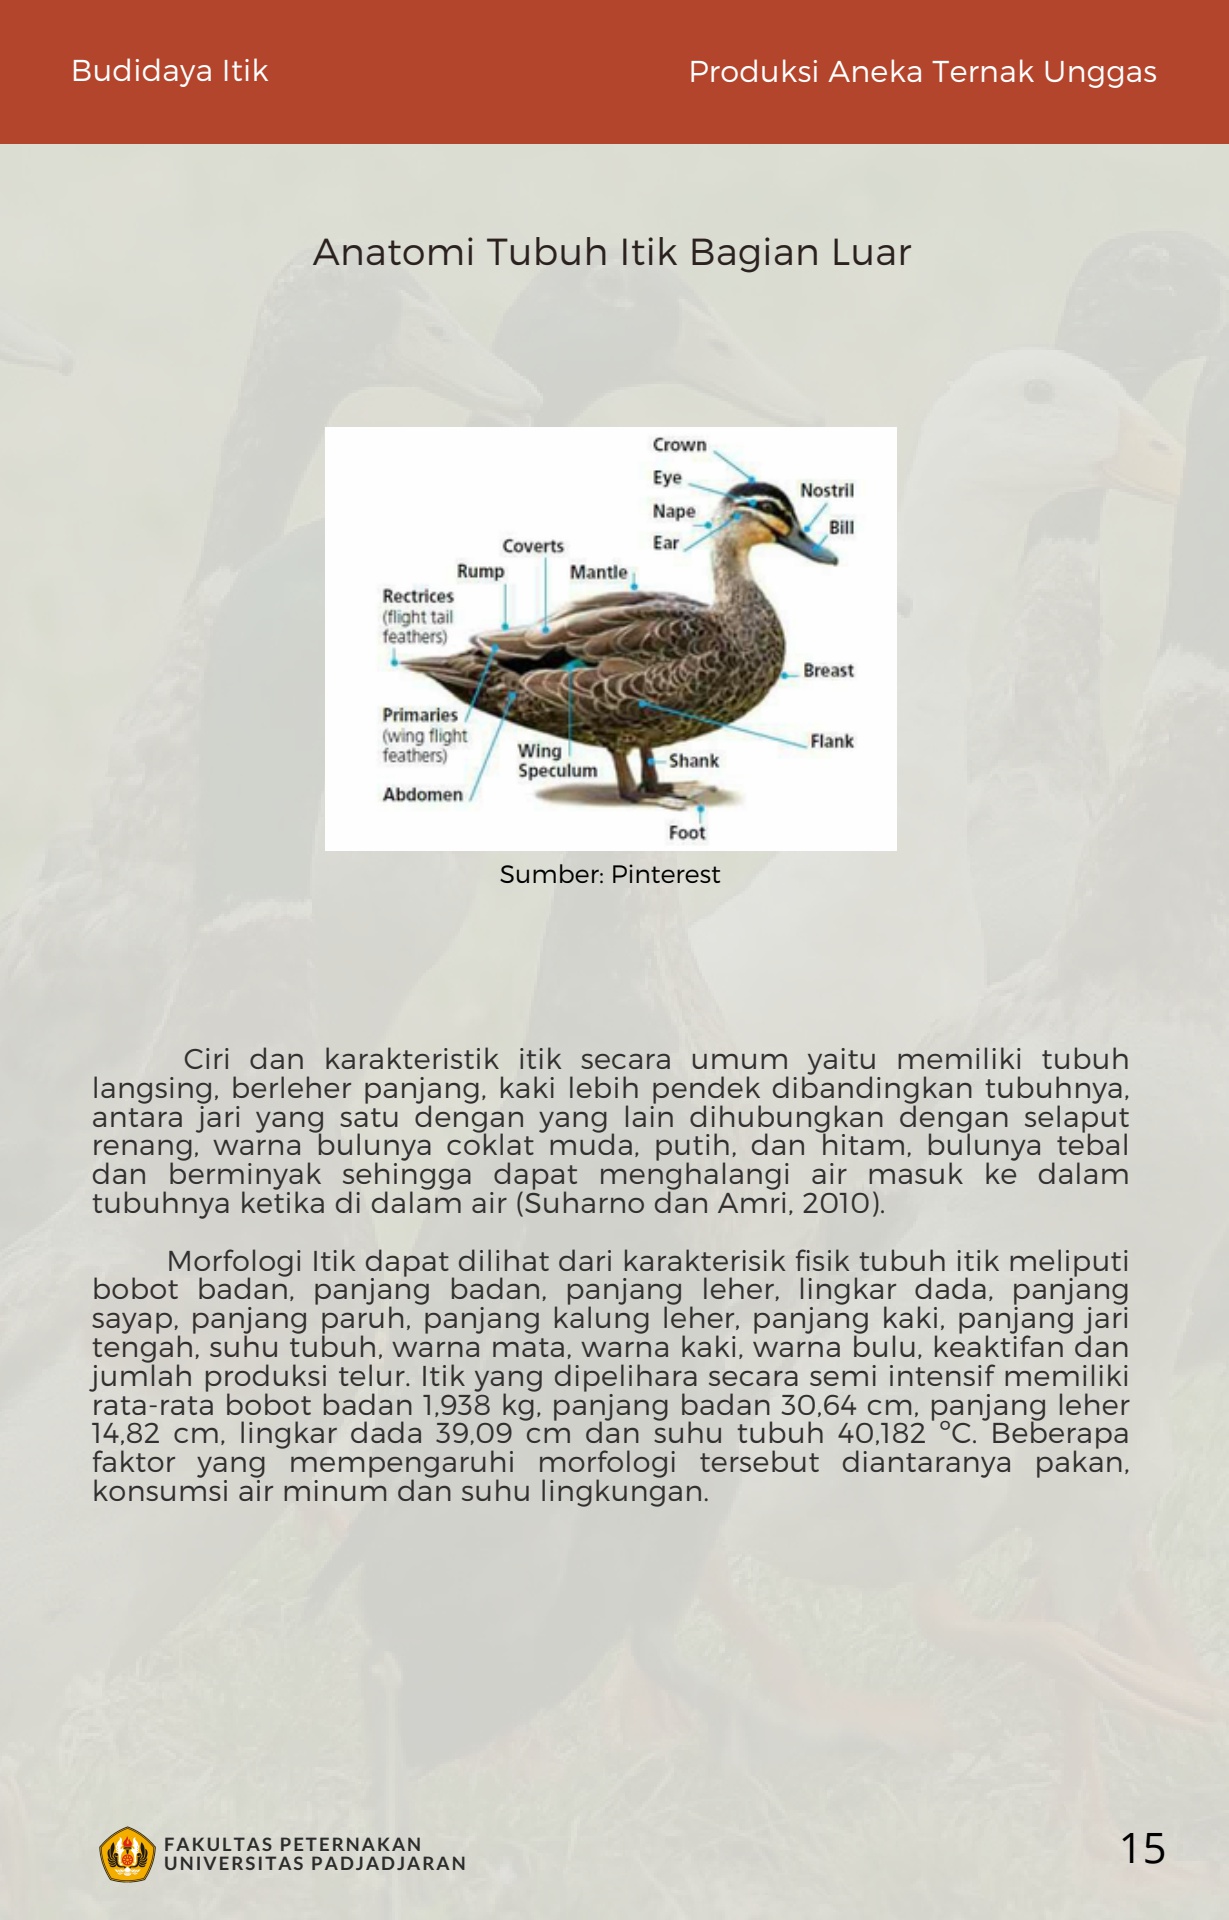 Budidaya Itik
Produksi Aneka Ternak Unggas
Anatomi Tubuh Itik Bagian Luar
Crown
Eye
Nostril
Nape
Bill
Ear
Coverts
Rump
Mantle
Rectrices
(flight tail
feathers)
Breast
Primaries
(wing flight
feathers)
Flank
Wing
Speculum
Shank
Abdomen
Foot
Sumber: Pinterest
Ciri dan karakteristik itik secara umum yaitu memiliki tubuh
langsing, berleher panjang, kaki lebih pendek dibandingkan tubuhnya,
antara jari yang satu dengan yang lain dihubungkan dengan selaput
renang, warna bulunya coklat muda, putih, dan hitam, bulunya tebal
dan berminyak sehingga dapat menghalangi air masuk ke dalam
tubuhnya ketika di dalam air (Suharno dan Amri, 2010).
Morfologi Itik dapat dilihat dari karakterisik fisik tubuh itik meliputi
bobot badan, panjang badan, panjang leher, lingkar dada, panjang
sayap, panjang paruh, panjang kalung leher, panjang kaki, panjang jari
tengah, suhu tubuh, warna mata, warna kaki, warna bulu, keaktifan dan
jumlah produksi telur. Itik yang dipelihara secara semi intensif memiliki
rata-rata bobot badan 1,938 kg, panjang badan 30,64 cm, panjang leher
14,82 cm, lingkar dada 39,09 cm dan suhu tubuh 40,182 ºC. Beberapa
faktor yang mempengaruhi morfologi tersebut diantaranya pakan,
konsumsi air minum dan suhu lingkungan.
FAKULTAS PETERNAKAN
UNIVERSITAS PADJADJARAN
15